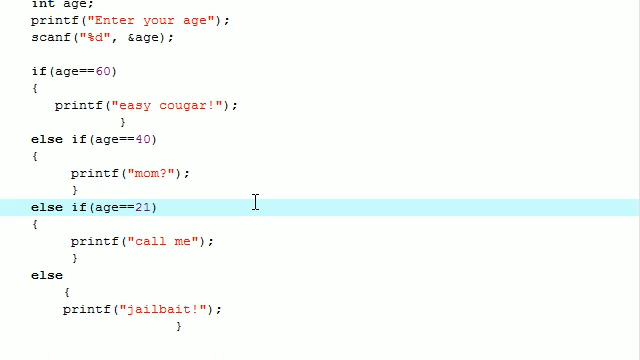 int age;
printf("Enter your age");
scanf("%d", &age);
if(age==60)
{
printf("easy cougar!");
}
else if(age==40)
{
printf("mom?");
}
else if(age==21)
{
printf("call me");
}
else
{
printf("jailbait!");
}